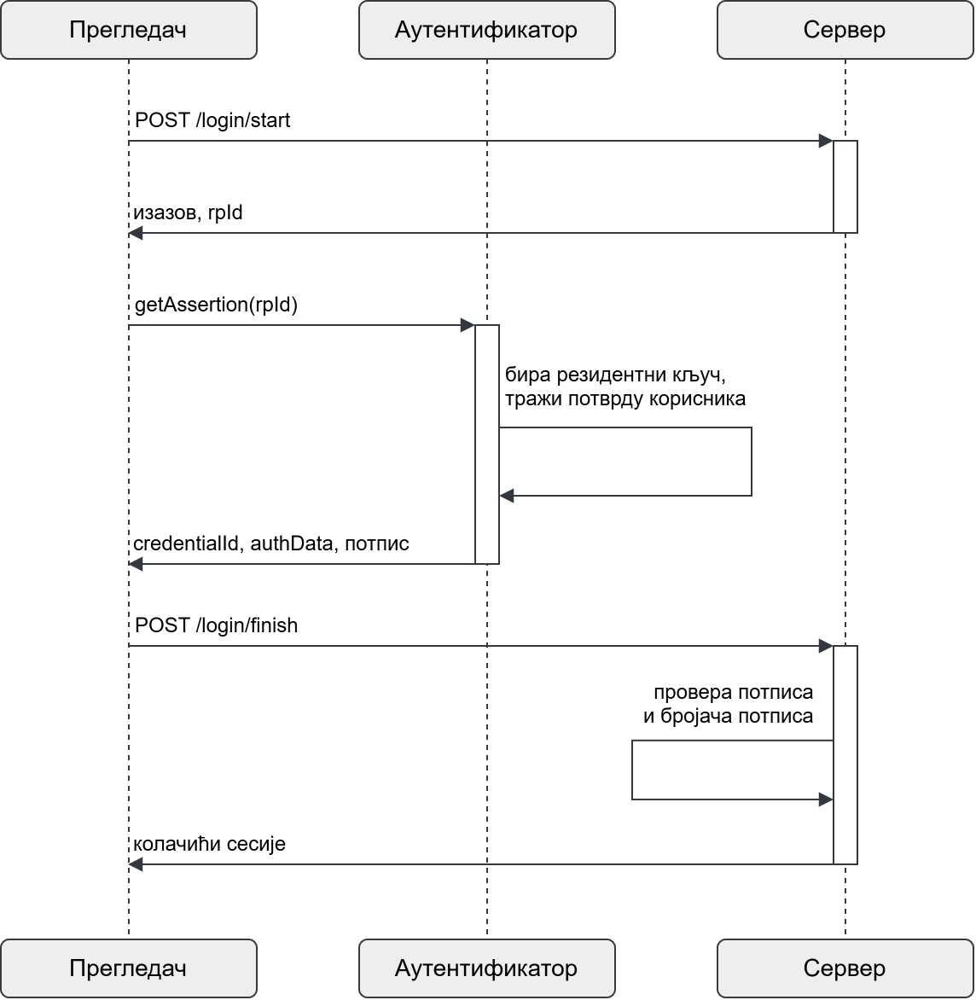 Прегледач
Аутентификатор
Сервер
POST /login/start
изазов, rpId
getAssertion(rpId)
бира резидентни кључ,
тражи потврду корисника
credentialId, authData, потпис
POST /login/finish
провера потписа
и бројача потписа
колачићи сесије
Прегледач
Аутентификатор
Сервер